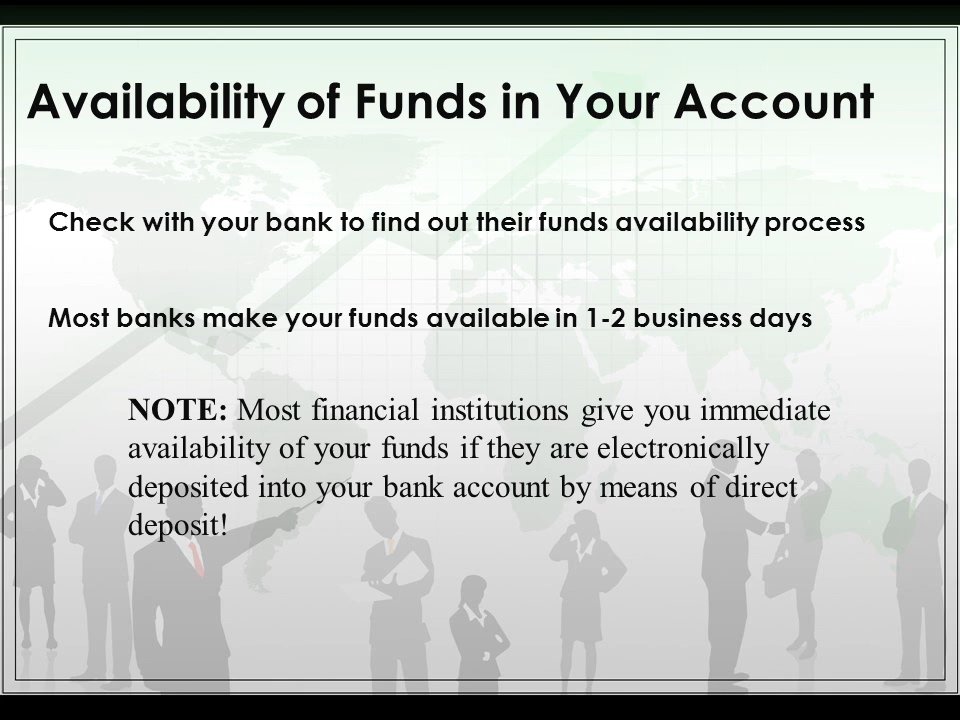 Availability of Funds in Your Account
Check with your bank to find out their funds availability process
Most banks make your funds available in 1-2 business days
NOTE: Most financial institutions give you immediate
availability of your funds if they are electronically
deposited into your bank account by means of direct
deposit!